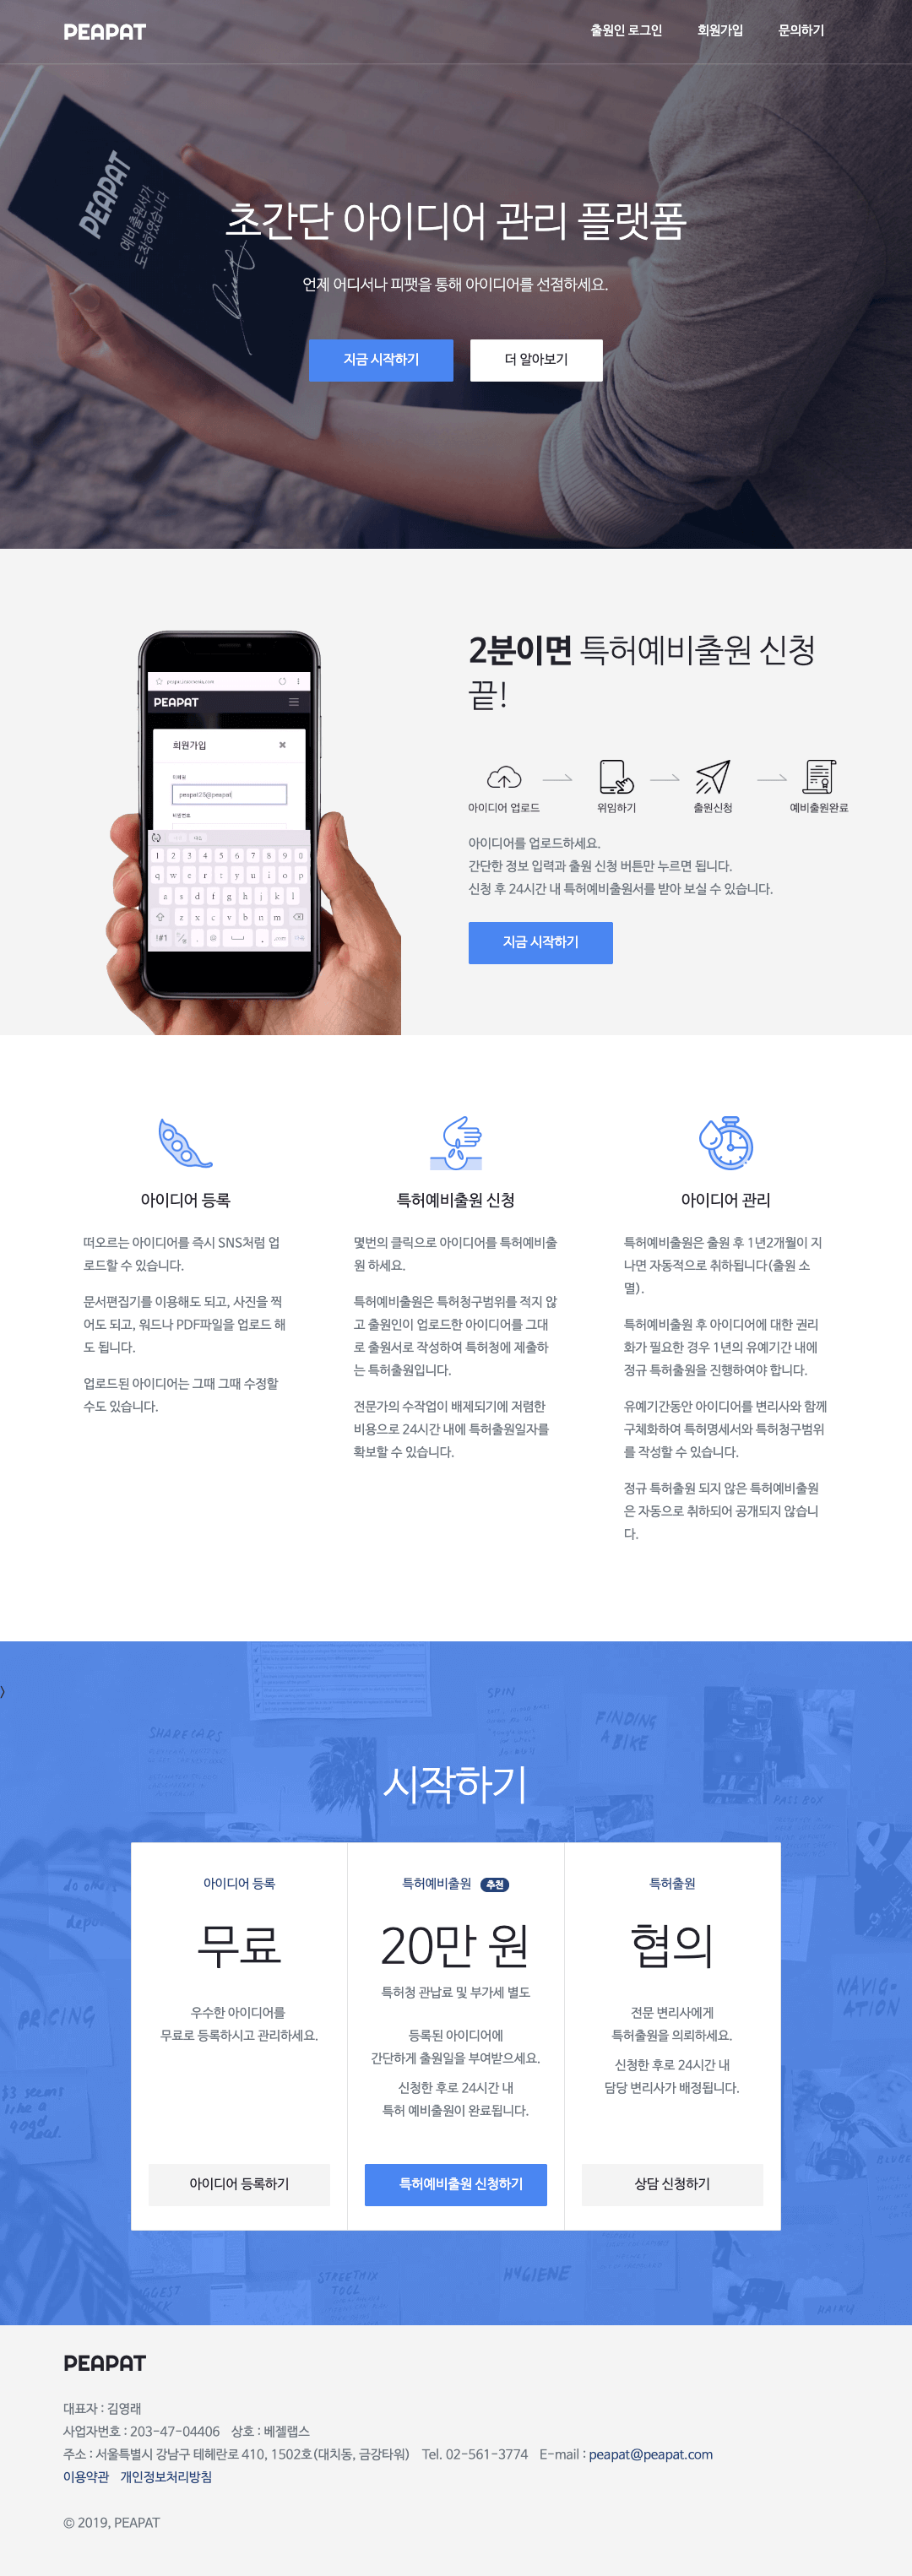 PEAPAT
출원인 로그인 회원가입 문의하기
PEAPAT
예비출원서가
도착하였습니다
초간단 아이디어 관리 플랫폼
언제 어디서나 피팻을 통해 아이디어를 선점하세요.
지금 시작하기 더 알아보기
2분이면 특허예비출원 신청
끝!
PEAPAT
회원가입
아이디어 업로드 위임하기 출원신청 예비출원완료
아이디어를 업로드하세요.
간단한 정보 입력과 출원 신청 버튼만 누르면 됩니다.
신청 후 24시간 내 특허예비출원서를 받아 보실 수 있습니다.
지금 시작하기
1 2 3 4 5 6 7 8 9 0
q w e r t y u i o p
a s d f g h j k l
z x c v b n m
!#1
아이디어 등록
떠오르는 아이디어를 즉시 SNS처럼 업
로드할 수 있습니다.
문서편집기를 이용해도 되고, 사진을 찍
어도 되고, 워드나 PDF파일을 업로드 해
도 됩니다.
업로드된 아이디어는 그때 그때 수정할
수도 있습니다.
특허예비출원 신청
몇번의 클릭으로 아이디어를 특허예비출
원 하세요.
특허예비출원은 특허청구범위를 적지 않
고 출원인이 업로드한 아이디어를 그대
로 출원서로 작성하여 특허청에 제출하
는 특허출원입니다.
전문가의 수작업이 배제되기에 저렴한
비용으로 24시간 내에 특허출원일자를
확보할 수 있습니다.
아이디어 관리
특허예비출원은 출원 후 1년2개월이 지
나면 자동적으로 취하됩니다(출원 소
멸).
특허예비출원 후 아이디어에 대한 권리
화가 필요한 경우 1년의 유예기간 내에
정규 특허출원을 진행하여야 합니다.
유예기간동안 아이디어를 변리사와 함께
구체화하여 특허명세서와 특허청구범위
를 작성할 수 있습니다.
정규 특허출원 되지 않은 특허예비출원
은 자동으로 취하되어 공개되지 않습니
다.
〉
SPIN
SHARECARS
FINDING
A BIKE
시작하기
아이디어 등록
무료
우수한 아이디어를
무료로 등록하시고 관리하세요.
아이디어 등록하기
특허예비출원 추천
20만 원
특허청 관납료 및 부가세 별도
등록된 아이디어에
간단하게 출원일을 부여받으세요.
신청한 후로 24시간 내
특허 예비출원이 완료됩니다.
특허예비출원 신청하기
특허출원
협의
전문 변리사에게
특허출원을 의뢰하세요.
신청한 후로 24시간 내
담당 변리사가 배정됩니다.
상담 신청하기
PRICING
$3 seems
like a
good
deal.
NAVIG-
ATION
STREETMIX
TOOL
HYGIENE
PEAPAT
대표자 : 김영래
사업자번호 : 203-47-04406 상호 : 베젤랩스
주소 : 서울특별시 강남구 테헤란로 410, 1502호(대치동, 금강타워) Tel. 02-561-3774 E-mail : peapat@peapat.com
이용약관 개인정보처리방침
© 2019, PEAPAT